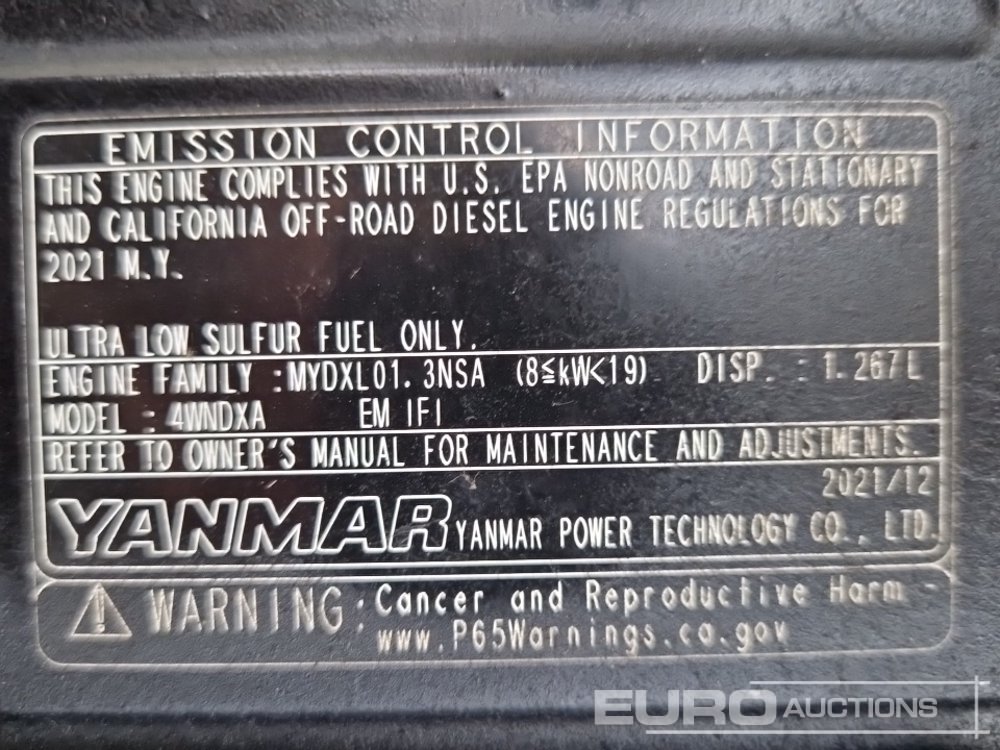 EMISSION CONTROL INFORMATION
THIS ENGINE COMPLIES WITH U.S. EPA NONROAD AND STATIONARY
AND CALIFORNIA OFF-ROAD DIESEL ENGINE REGULATIONS FOR
2021 M.Y.
ULTRA LOW SULFUR FUEL ONLY.
ENGINE FAMILY :MYDXL01.3NSA (8≦kW<19) DISP. : 1.267L
MODEL : 4WNDXA EM IFI
REFER TO OWNER'S MANUAL FOR MAINTENANCE AND ADJUSTMENTS.
2021/12
YANMAR YANMAR POWER TECHNOLOGY CO., LTD.
WARNING: Cancer and Reproductive Harm -
www.P65Warnings.ca.gov
EURO AUCTIONS